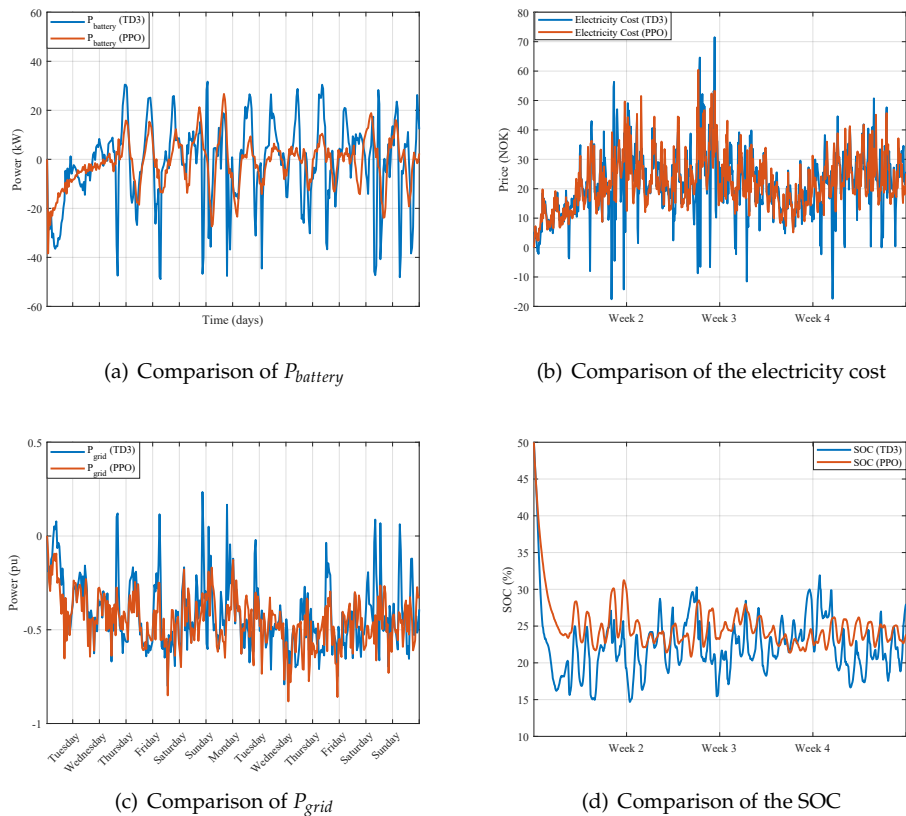 P_battery (TD3)
P_battery (PPO)
60
40
20
0
-20
-40
-60
Power (kW)
Time (days)
(a) Comparison of P_battery
Electricity Cost (TD3)
Electricity Cost (PPO)
80
70
60
50
40
30
20
10
0
-10
-20
Price (NOK)
Week 2 Week 3 Week 4
(b) Comparison of the electricity cost
P_grid (TD3)
P_grid (PPO)
0.5
0
-0.5
-1
Power (pu)
Tuesday Wednesday Thursday Friday Saturday Sunday Monday Tuesday Wednesday Thursday Friday Saturday Sunday
(c) Comparison of P_grid
SOC (TD3)
SOC (PPO)
50
45
40
35
30
25
20
15
10
SOC (%)
Week 2 Week 3 Week 4
(d) Comparison of the SOC